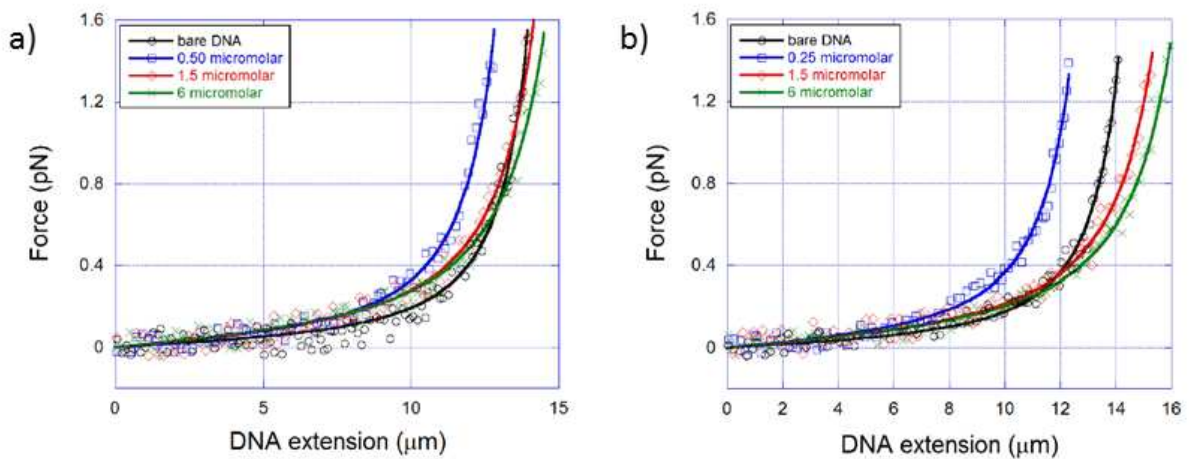 a)
1.6
1.2
0.8
0.4
0
Force (pN)
bare DNA
0.50 micromolar
1.5 micromolar
6 micromolar
0 5 10 15
DNA extension (μm)
b)
1.6
1.2
0.8
0.4
0
Force (pN)
bare DNA
0.25 micromolar
1.5 micromolar
6 micromolar
0 2 4 6 8 10 12 14 16
DNA extension (μm)